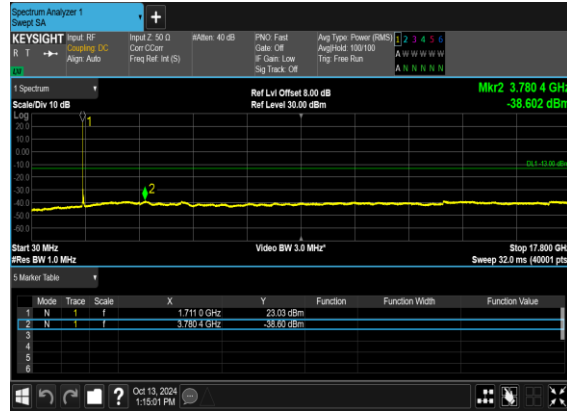 Spectrum Analyzer 1
Swept SA
+
KEYSIGHT Input: RF Input Z: 50 Ω #Atten: 40 dB PNO: Fast Avg Type: Power (RMS) 1 2 3 4 5 6
R T Coupling: DC Corr CCorr Gate: Off Avg|Hold: 100/100 A W W W W W
Align: Auto Freq Ref: Int (S) IF Gain: Low Trig: Free Run
Sig Track: Off A N N N N N
1 Spectrum Ref Lvl Offset 8.00 dB Mkr2 3.780 4 GHz
Scale/Div 10 dB Ref Level 30.00 dBm -38.602 dBm
Log
20.0
10.0
0.00
-10.0
-20.0
-30.0
-40.0
-50.0
-60.0
1
2
DL1 -13.00 dBm
Start 30 MHz Video BW 3.0 MHz* Stop 17.800 GHz
#Res BW 1.0 MHz Sweep 32.0 ms (40001 pts)
5 Marker Table
Mode Trace Scale X Y Function Function Width Function Value
1 N 1 f 1.711 0 GHz 23.03 dBm
2 N 1 f 3.780 4 GHz -38.60 dBm
3
4
5
6
? Oct 13, 2024
1:15:01 PM